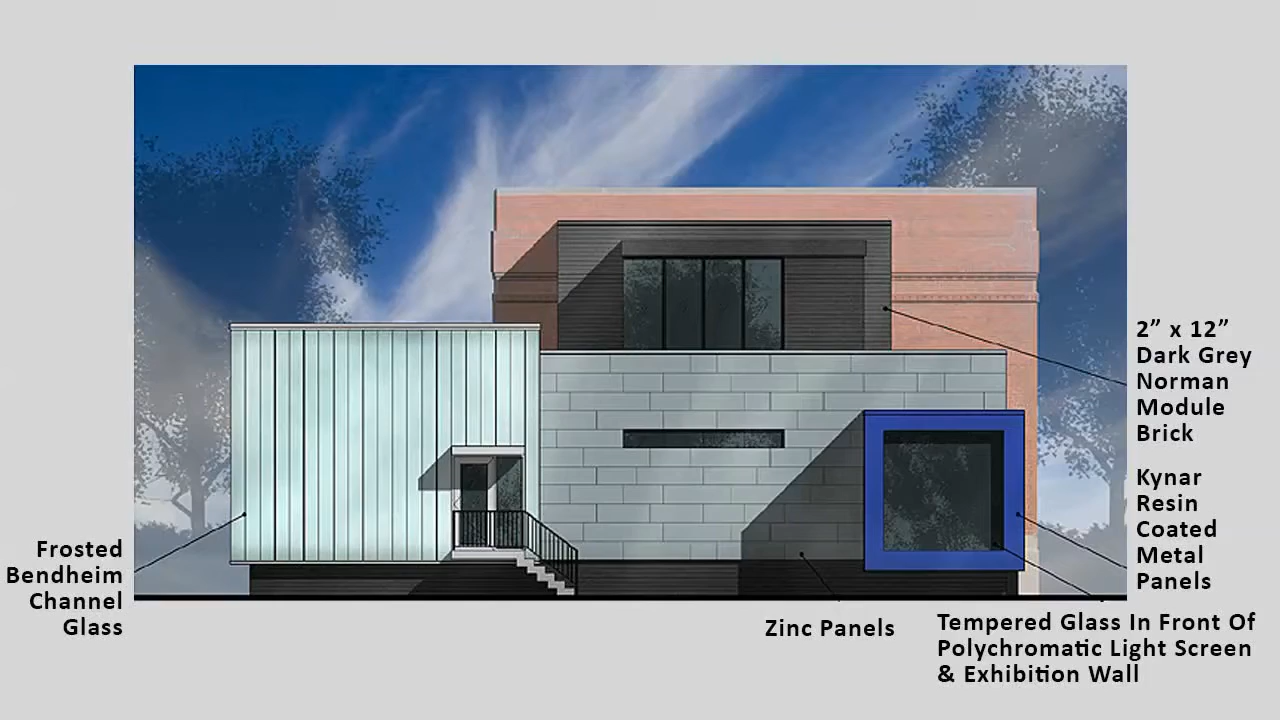 2” x 12”
Dark Grey
Norman
Module
Brick
Kynar
Resin
Coated
Metal
Panels
Frosted
Bendheim
Channel
Glass
Zinc Panels
Tempered Glass In Front Of
Polychromatic Light Screen
& Exhibition Wall